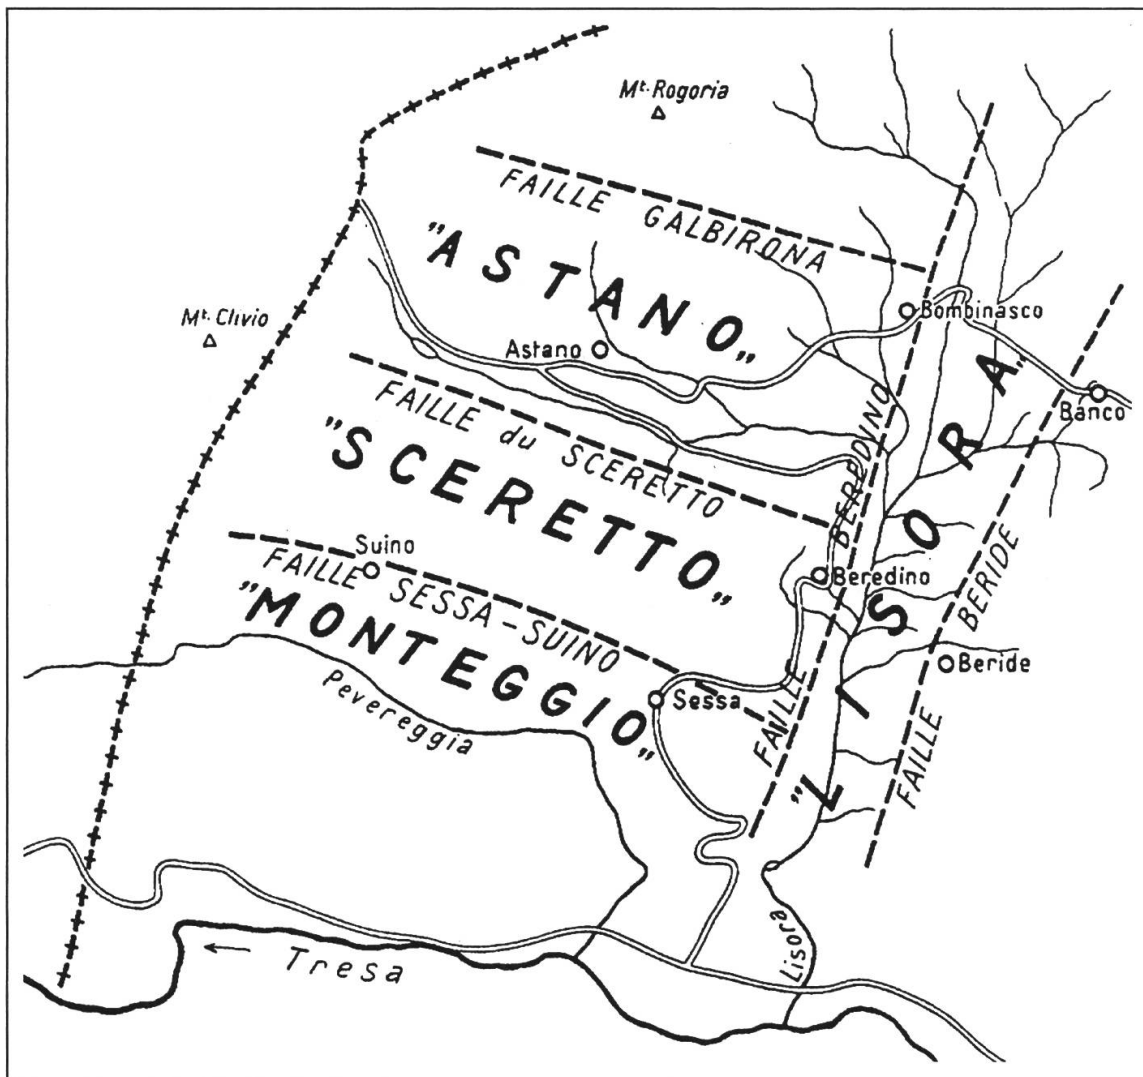 Mt. Rogoria
FAILLE GALBIRONA
"ASTANO"
Mt. Clivio
Bombinasco
Astano
Banco
FAILLE du SCERETTO
"SCERETTO"
FAILLE BEREDINO
"LISORA"
FAILLE BERIDE
Suino
FAILLE SESSA-SUINO
Beredino
"MONTEGGIO"
Beride
Sessa
Pevereggia
Lisora
← Tresa